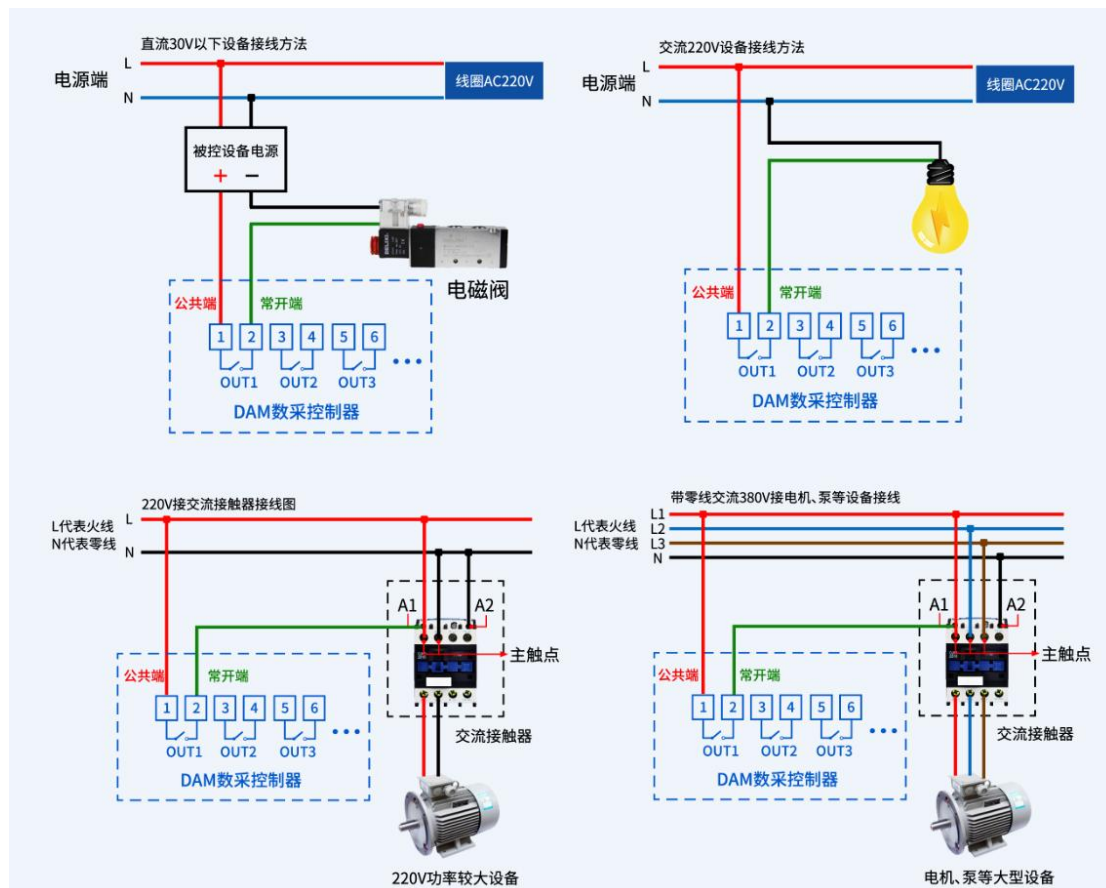 直流30V以下设备接线方法
L
电源端
N
线圈AC220V
被控设备电源
+ −
电磁阀
公共端
常开端
1 2 3 4 5 6
OUT1 OUT2 OUT3
DAM数采控制器
交流220V设备接线方法
L
电源端
N
线圈AC220V
公共端
常开端
1 2 3 4 5 6
OUT1 OUT2 OUT3
DAM数采控制器
220V接交流接触器接线图
L代表火线
N代表零线
L
N
A1
A2
主触点
公共端
常开端
1 2 3 4 5 6
OUT1 OUT2 OUT3
DAM数采控制器
交流接触器
220V功率较大设备
带零线交流380V接电机、泵等设备接线
L代表火线
N代表零线
L1
L2
L3
N
A1
A2
主触点
公共端
常开端
1 2 3 4 5 6
OUT1 OUT2 OUT3
DAM数采控制器
交流接触器
电机、泵等大型设备